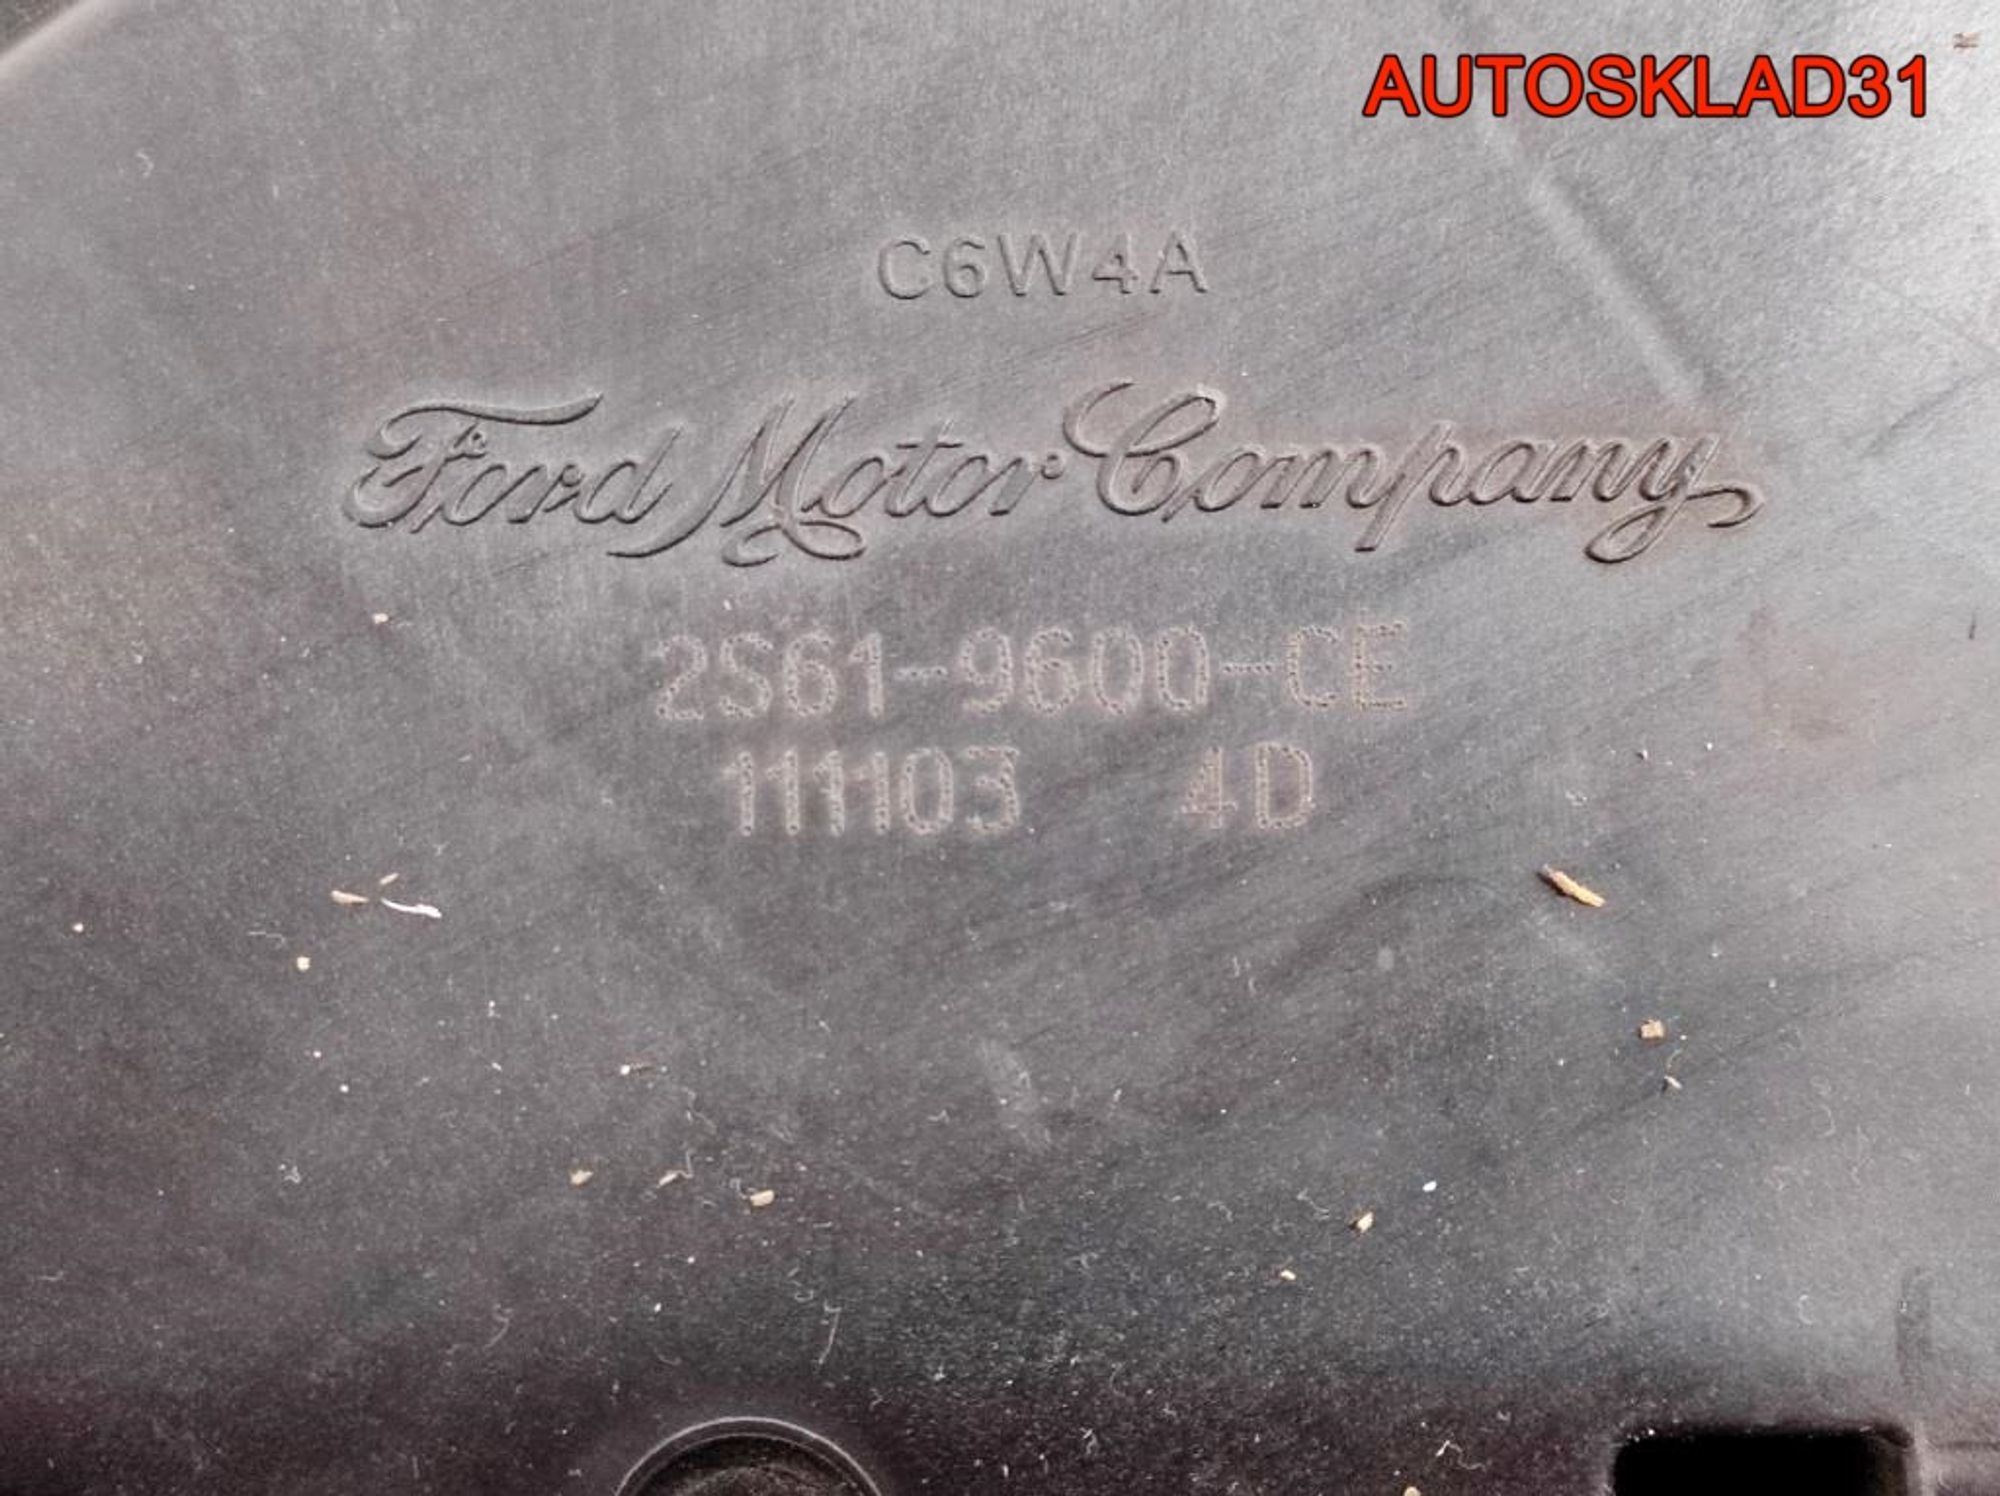 AUTOSKLAD31
C6W4A
Ford Motor Company
2S61-9600-CE
111103 4D